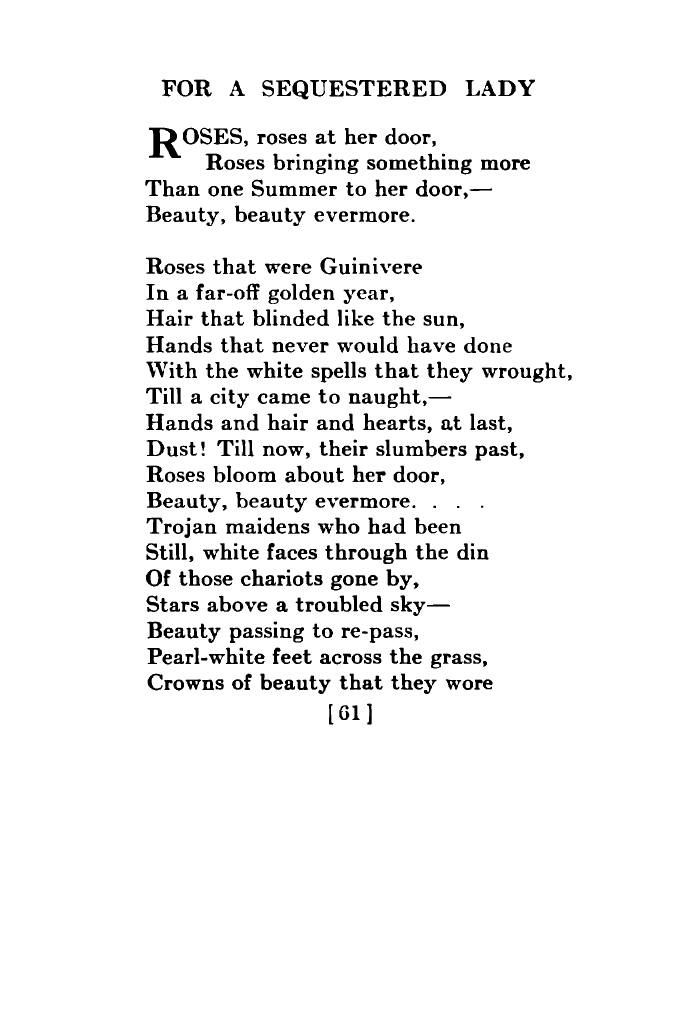 FOR A SEQUESTERED LADY
ROSES, roses at her door,
Roses bringing something more
Than one Summer to her door,—
Beauty, beauty evermore.
Roses that were Guinivere
In a far-off golden year,
Hair that blinded like the sun,
Hands that never would have done
With the white spells that they wrought,
Till a city came to naught,—
Hands and hair and hearts, at last,
Dust! Till now, their slumbers past,
Roses bloom about her door,
Beauty, beauty evermore. . . .
Trojan maidens who had been
Still, white faces through the din
Of those chariots gone by,
Stars above a troubled sky—
Beauty passing to re-pass,
Pearl-white feet across the grass,
Crowns of beauty that they wore
[61]